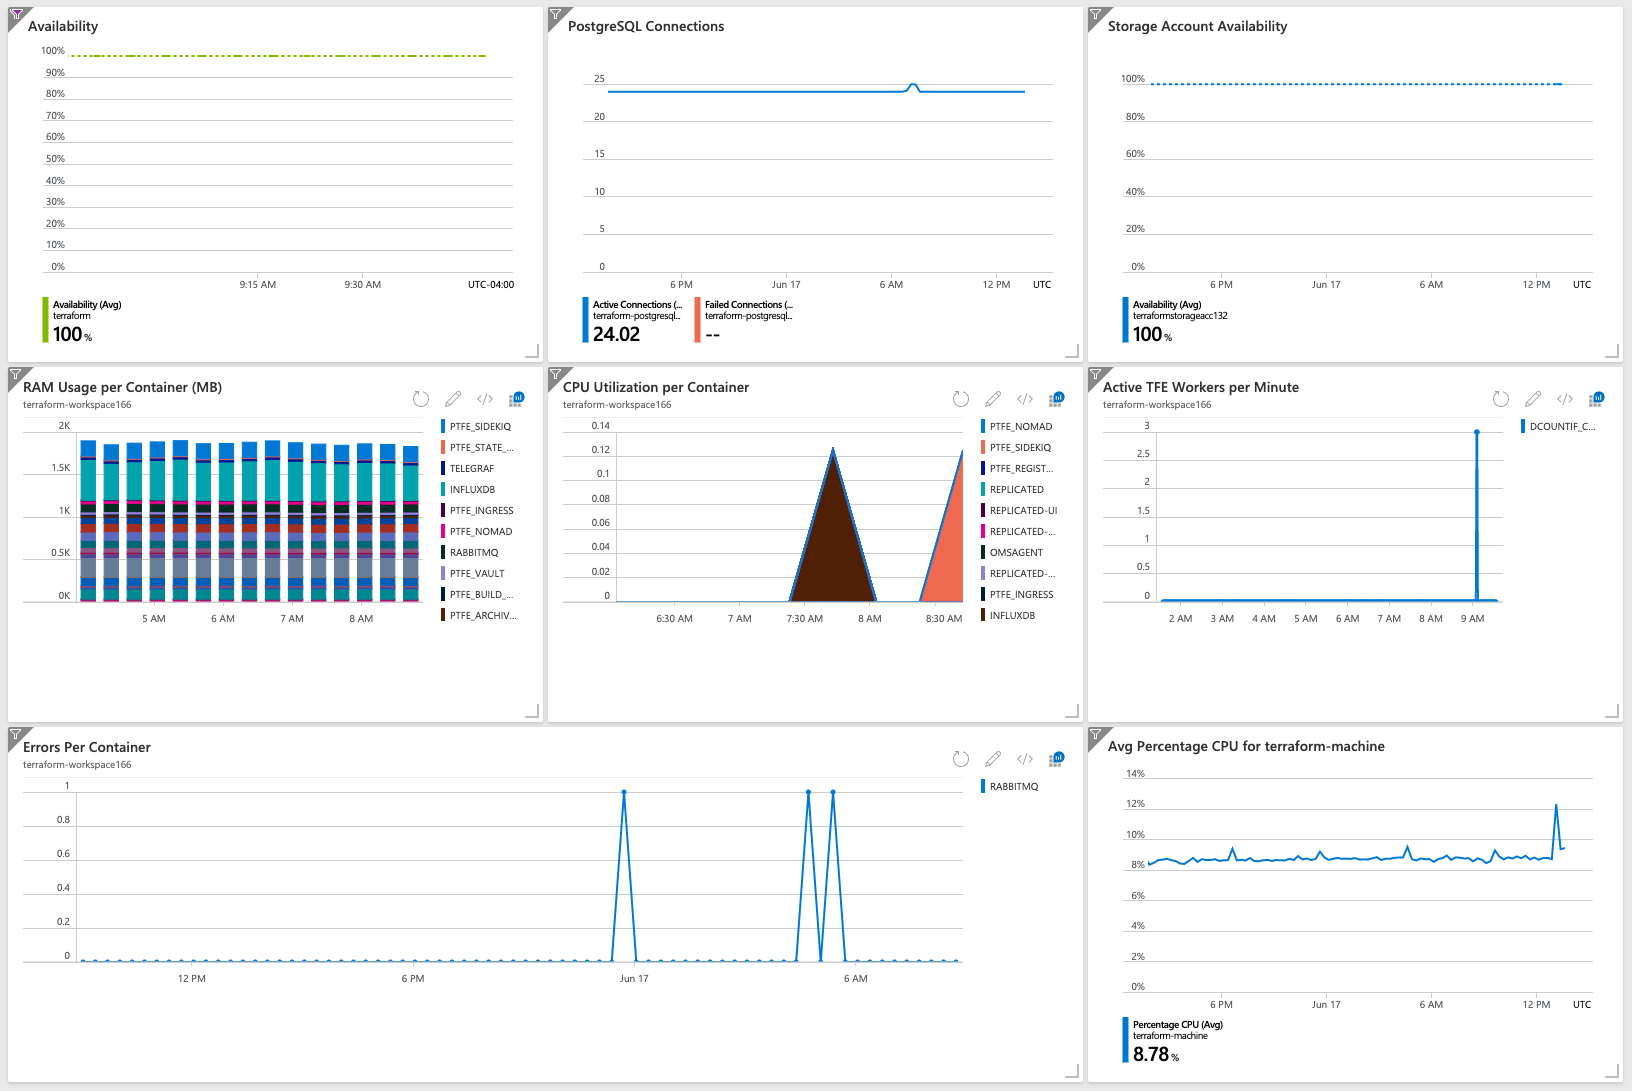 Availability
100%
90%
80%
70%
60%
50%
40%
30%
20%
10%
0%
9:15 AM 9:30 AM UTC-04:00
Availability (Avg)
terraform
100 %
PostgreSQL Connections
25
20
15
10
5
0
6 PM Jun 17 6 AM 12 PM UTC
Active Connections (...
terraform-postgresql...
24.02
Failed Connections (...
terraform-postgresql...
--
Storage Account Availability
100%
80%
60%
40%
20%
0%
6 PM Jun 17 6 AM 12 PM UTC
Availability (Avg)
terraformstorageacc132
100 %
RAM Usage per Container (MB)
terraform-workspace166
</>
2K
1.5K
1K
0.5K
0K
5 AM 6 AM 7 AM 8 AM
PTFE_SIDEKIQ
PTFE_STATE_...
TELEGRAF
INFLUXDB
PTFE_INGRESS
PTFE_NOMAD
RABBITMQ
PTFE_VAULT
PTFE_BUILD_...
PTFE_ARCHIV...
CPU Utilization per Container
terraform-workspace166
</>
0.14
0.12
0.1
0.08
0.06
0.04
0.02
0
6:30 AM 7 AM 7:30 AM 8 AM 8:30 AM
PTFE_NOMAD
PTFE_SIDEKIQ
PTFE_REGIST...
REPLICATED
REPLICATED-UI
REPLICATED-...
OMSAGENT
REPLICATED-...
PTFE_INGRESS
INFLUXDB
Active TFE Workers per Minute
terraform-workspace166
</>
3
2.5
2
1.5
1
0.5
0
2 AM 3 AM 4 AM 5 AM 6 AM 7 AM 8 AM 9 AM
DCOUNTIF_C...
Errors Per Container
terraform-workspace166
</>
1
0.8
0.6
0.4
0.2
0
12 PM 6 PM Jun 17 6 AM
RABBITMQ
Avg Percentage CPU for terraform-machine
14%
12%
10%
8%
6%
4%
2%
0%
6 PM Jun 17 6 AM 12 PM UTC
Percentage CPU (Avg)
terraform-machine
8.78 %